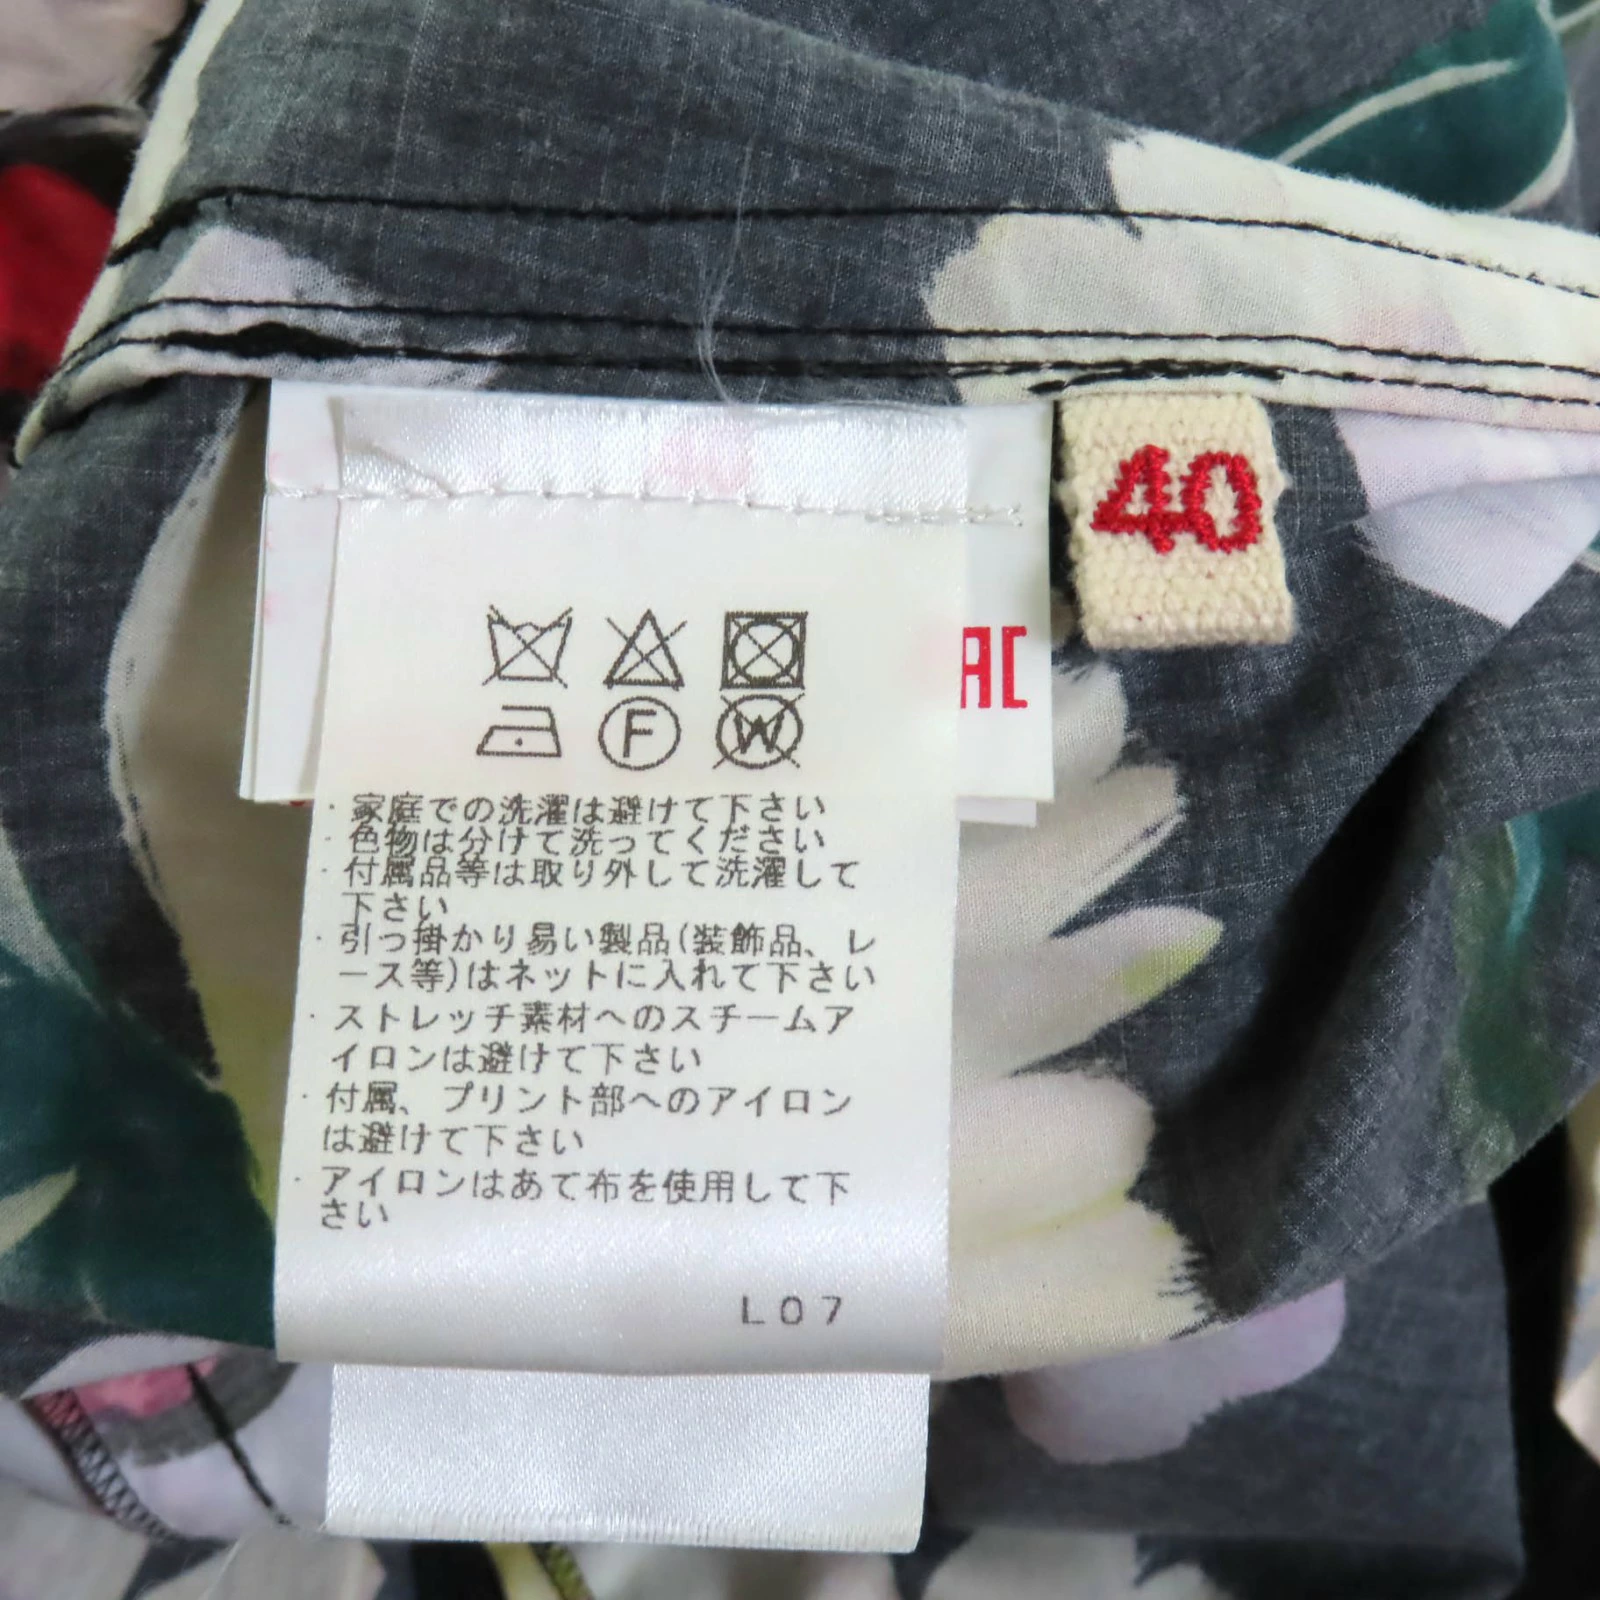 40
AC
F
W
・家庭での洗濯は避けて下さい
・色物は分けて洗ってください
・付属品等は取り外して洗濯して
下さい
・引っ掛かり易い製品(装飾品、レ
ース等)はネットに入れて下さい
・ストレッチ素材へのスチームア
イロンは避けて下さい
・付属、プリント部へのアイロン
は避けて下さい
・アイロンはあて布を使用して下
さい
L07